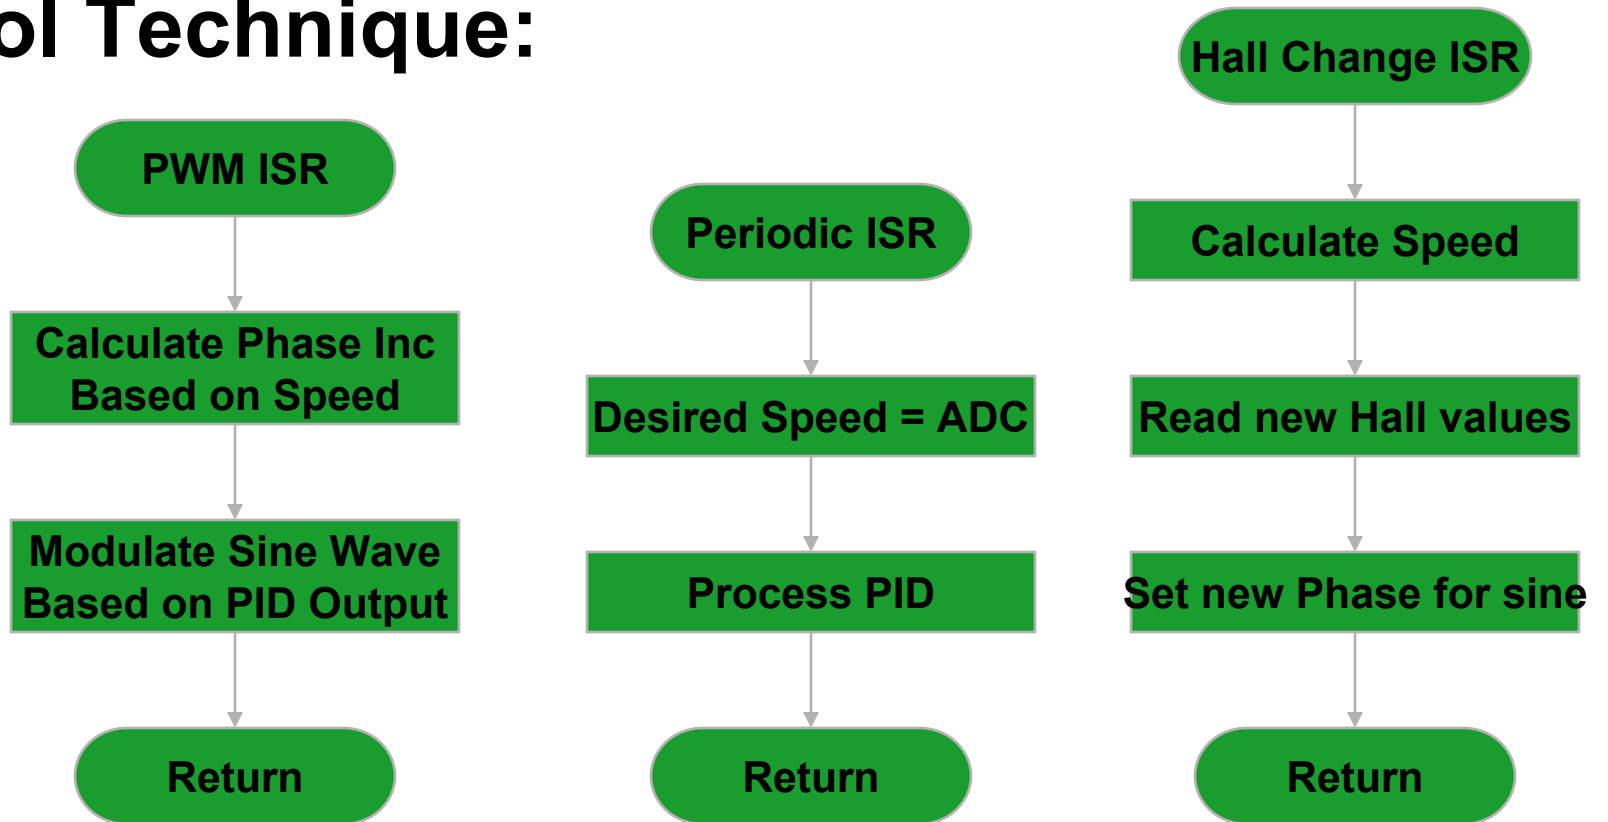 ol Technique:
PWM ISR
Calculate Phase Inc
Based on Speed
Modulate Sine Wave
Based on PID Output
Return
Periodic ISR
Desired Speed = ADC
Process PID
Return
Hall Change ISR
Calculate Speed
Read new Hall values
Set new Phase for sine
Return